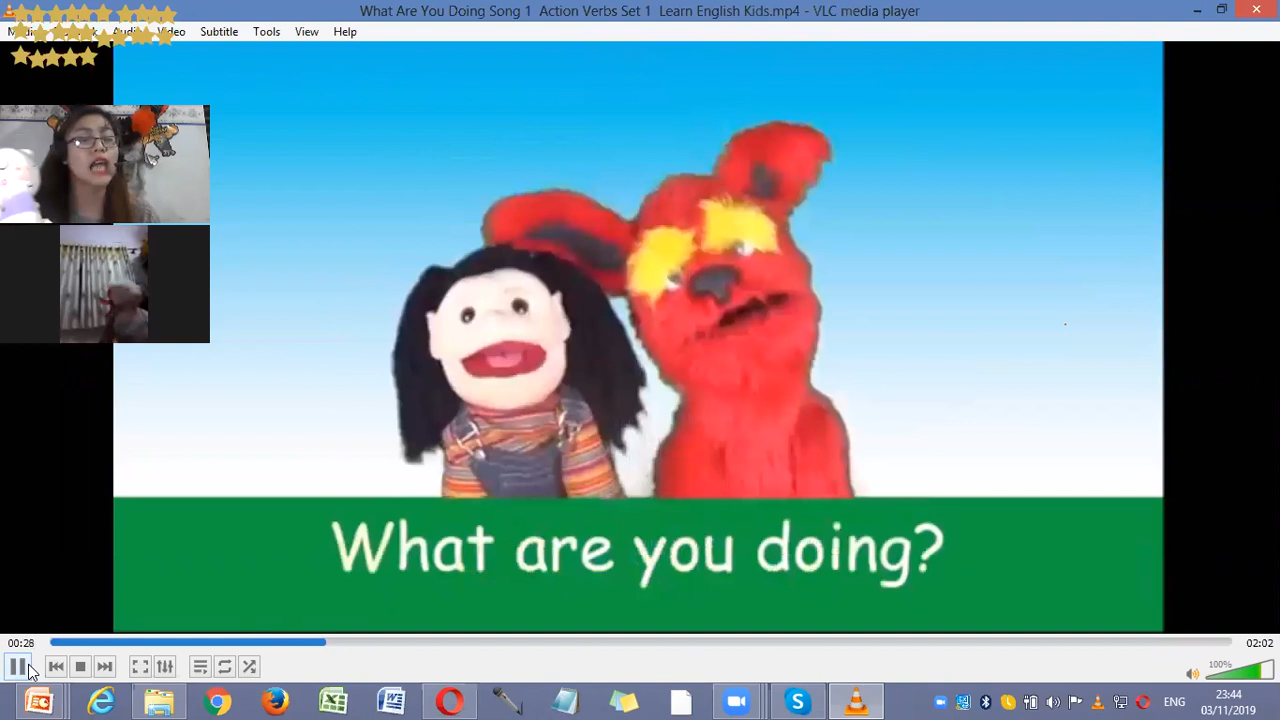 What Are You Doing Song 1 Action Verbs Set 1 Learn English Kids.mp4 - VLC media player
Video Subtitle Tools View Help
What are you doing?
00:28 02:02
100%
ENG 23:44
03/11/2019